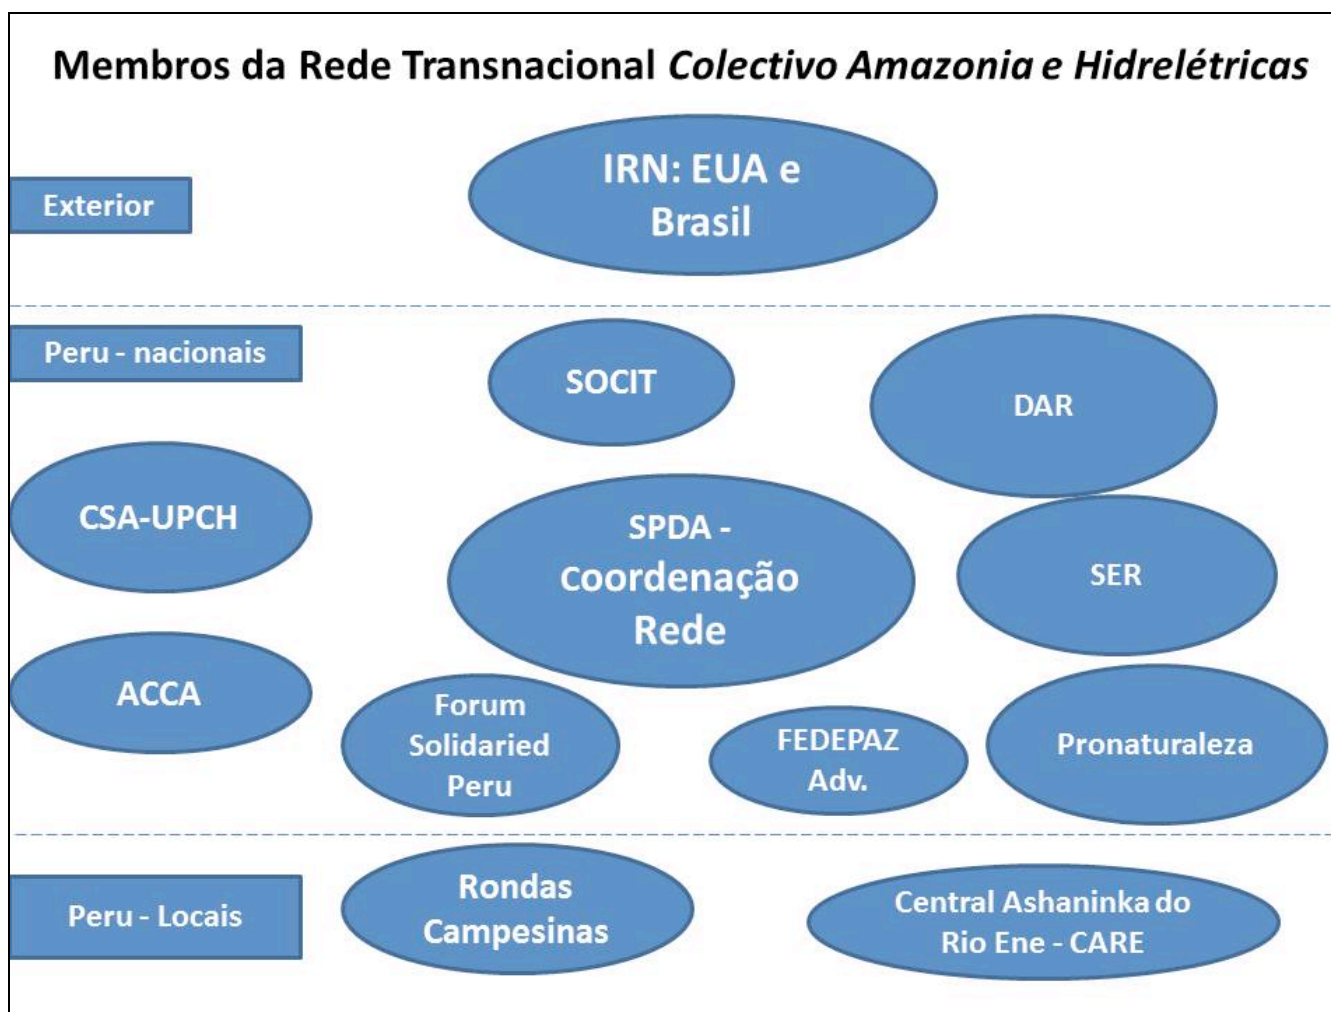 Membros da Rede Transnacional Colectivo Amazonia e Hidrelétricas
Exterior
IRN: EUA e
Brasil
Peru - nacionais
SOCIT
DAR
CSA-UPCH
SPDA -
Coordenação
Rede
SER
ACCA
Forum
Solidaried
Peru
FEDEPAZ
Adv.
Pronaturaleza
Peru - Locais
Rondas
Campesinas
Central Ashaninka do
Rio Ene - CARE